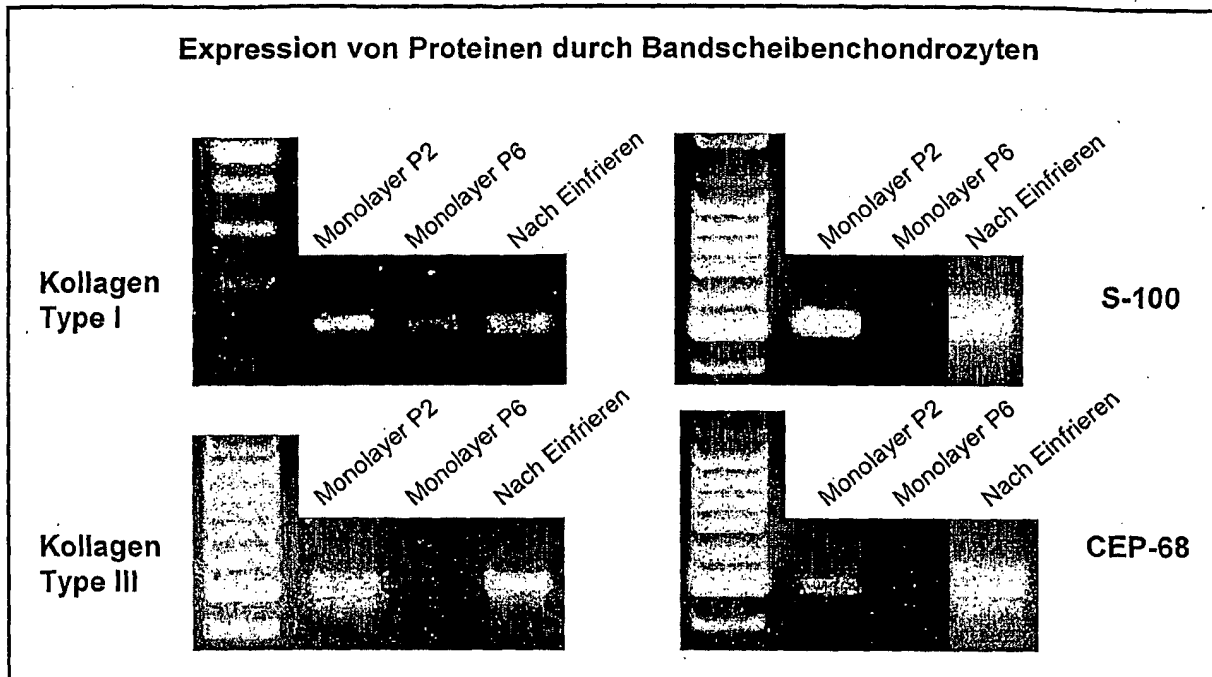 Expression von Proteinen durch Bandscheibenchondrozyten
Monolayer P2
Monolayer P6
Nach Einfrieren
Kollagen
Type I
Monolayer P2
Monolayer P6
Nach Einfrieren
S-100
Monolayer P2
Monolayer P6
Nach Einfrieren
Kollagen
Type III
Monolayer P2
Monolayer P6
Nach Einfrieren
CEP-68